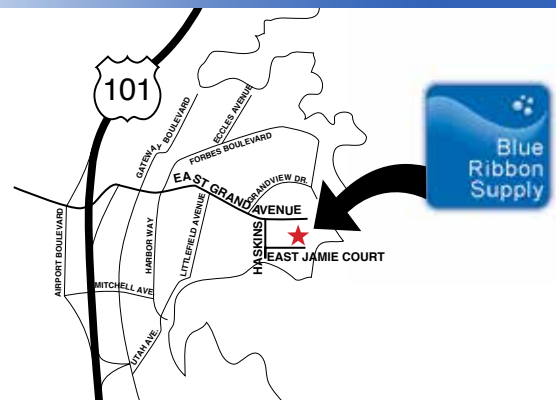 101
GATEWAY BOULEVARD
ECCLES AVENUE
FORBES BOULEVARD
EAST GRAND AVENUE
GRANDVIEW DR.
AIRPORT BOULEVARD
HARBOR WAY
LITTLEFIELD AVENUE
HASKINS
EAST JAMIE COURT
MITCHELL AVE
UTAH AVE.
Blue
Ribbon
Supply